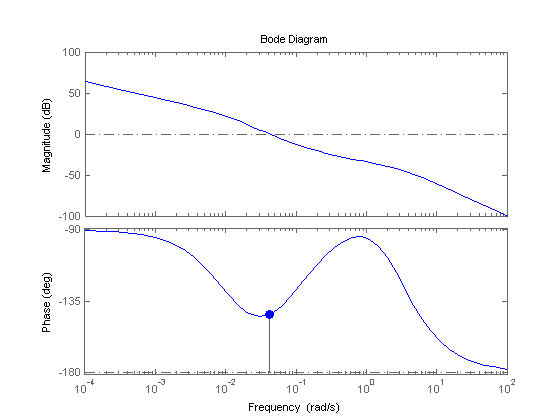 Bode Diagram
100
50
0
-50
-100
Magnitude (dB)
-90
-135
-180
Phase (deg)
10^-4 10^-3 10^-2 10^-1 10^0 10^1 10^2
Frequency (rad/s)